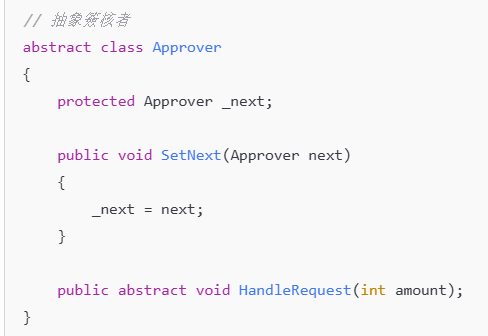 // 抽象簽核者
abstract class Approver
{
    protected Approver _next;

    public void SetNext(Approver next)
    {
        _next = next;
    }

    public abstract void HandleRequest(int amount);
}